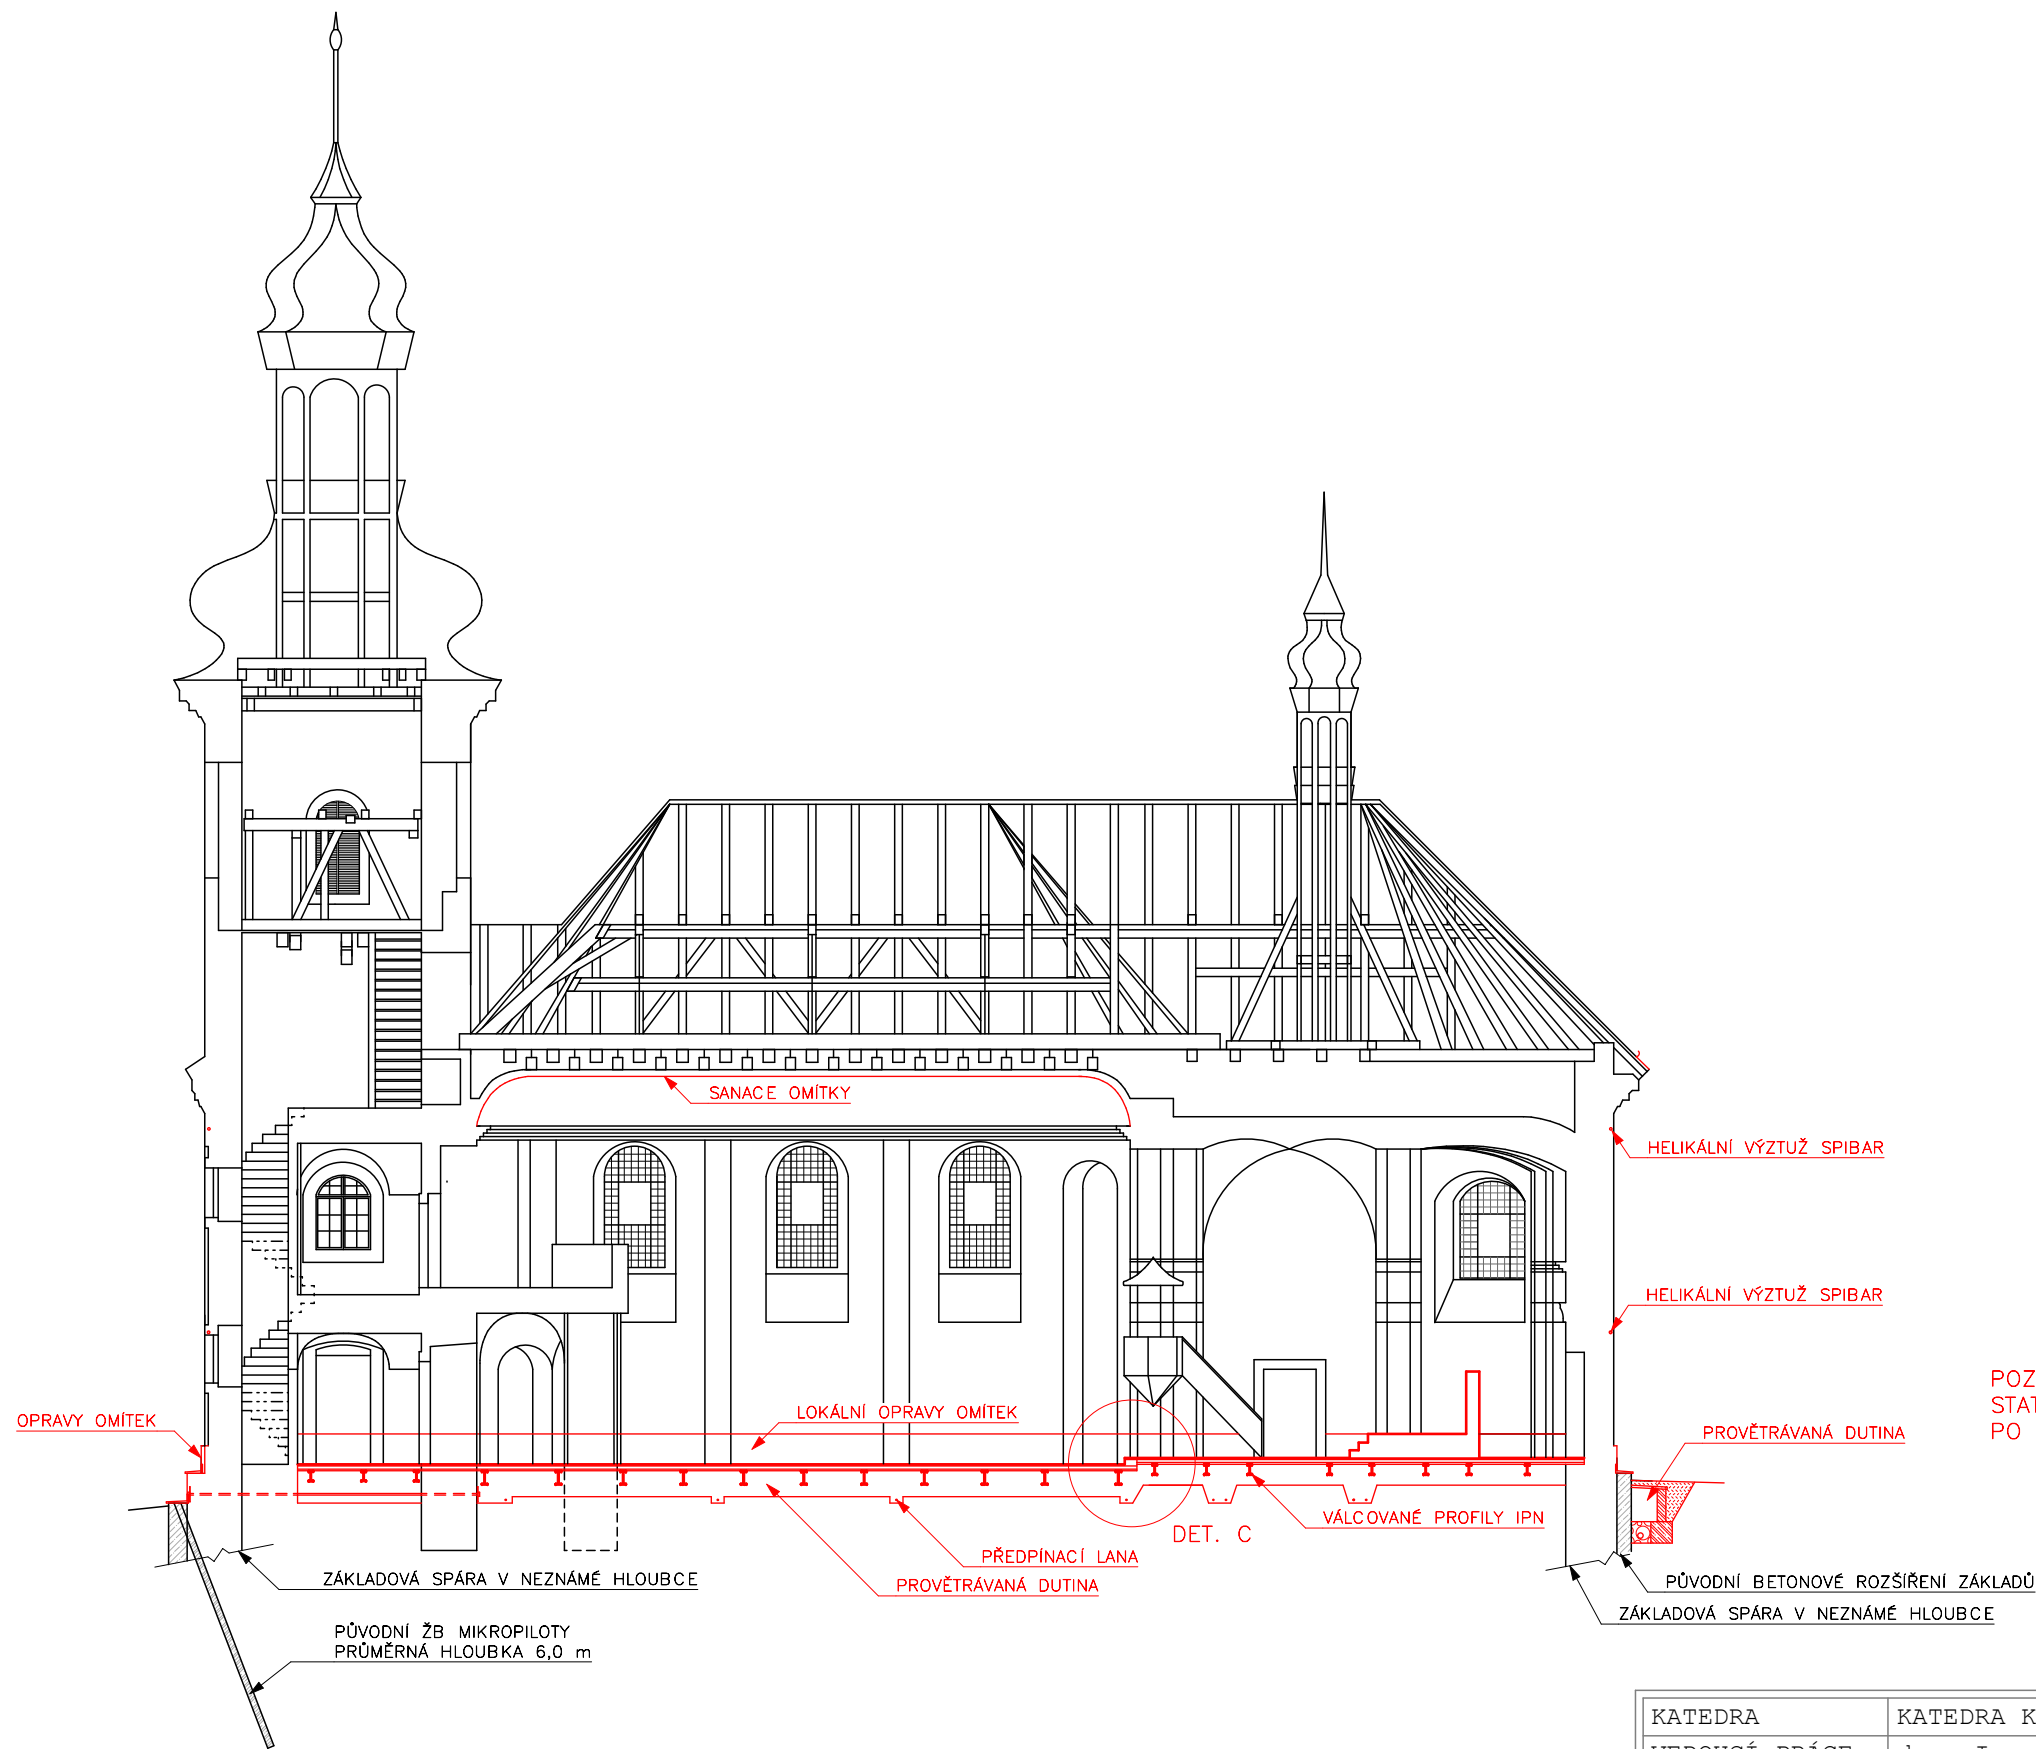 SANACE OMÍTKY
HELIKÁLNÍ VÝZTUŽ SPIBAR
HELIKÁLNÍ VÝZTUŽ SPIBAR
OPRAVY OMÍTEK
LOKÁLNÍ OPRAVY OMÍTEK
POZ
STAT
PO
PROVĚTRÁVANÁ DUTINA
VÁLCOVANÉ PROFILY IPN
DET. C
PŘEDPÍNACÍ LANA
PROVĚTRÁVANÁ DUTINA
ZÁKLADOVÁ SPÁRA V NEZNÁMÉ HLOUBCE
PŮVODNÍ BETONOVÉ ROZŠÍŘENÍ ZÁKLADŮ
ZÁKLADOVÁ SPÁRA V NEZNÁMÉ HLOUBCE
PŮVODNÍ ŽB MIKROPILOTY
PRŮMĚRNÁ HLOUBKA 6,0 m
KATEDRA KATEDRA K